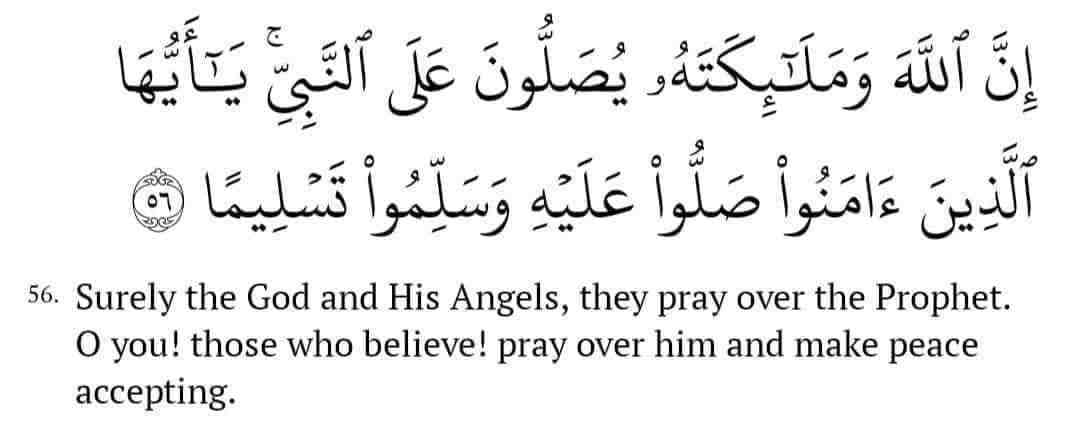 إِنَّ ٱللَّهَ وَمَلَـٰٓئِكَتَهُۥ يُصَلُّونَ عَلَى ٱلنَّبِىِّ ۚ يَـٰٓأَيُّهَا
ٱلَّذِينَ ءَامَنُوا۟ صَلُّوا۟ عَلَيْهِ وَسَلِّمُوا۟ تَسْلِيمًا ٥٦
56. Surely the God and His Angels, they pray over the Prophet.
O you! those who believe! pray over him and make peace
accepting.